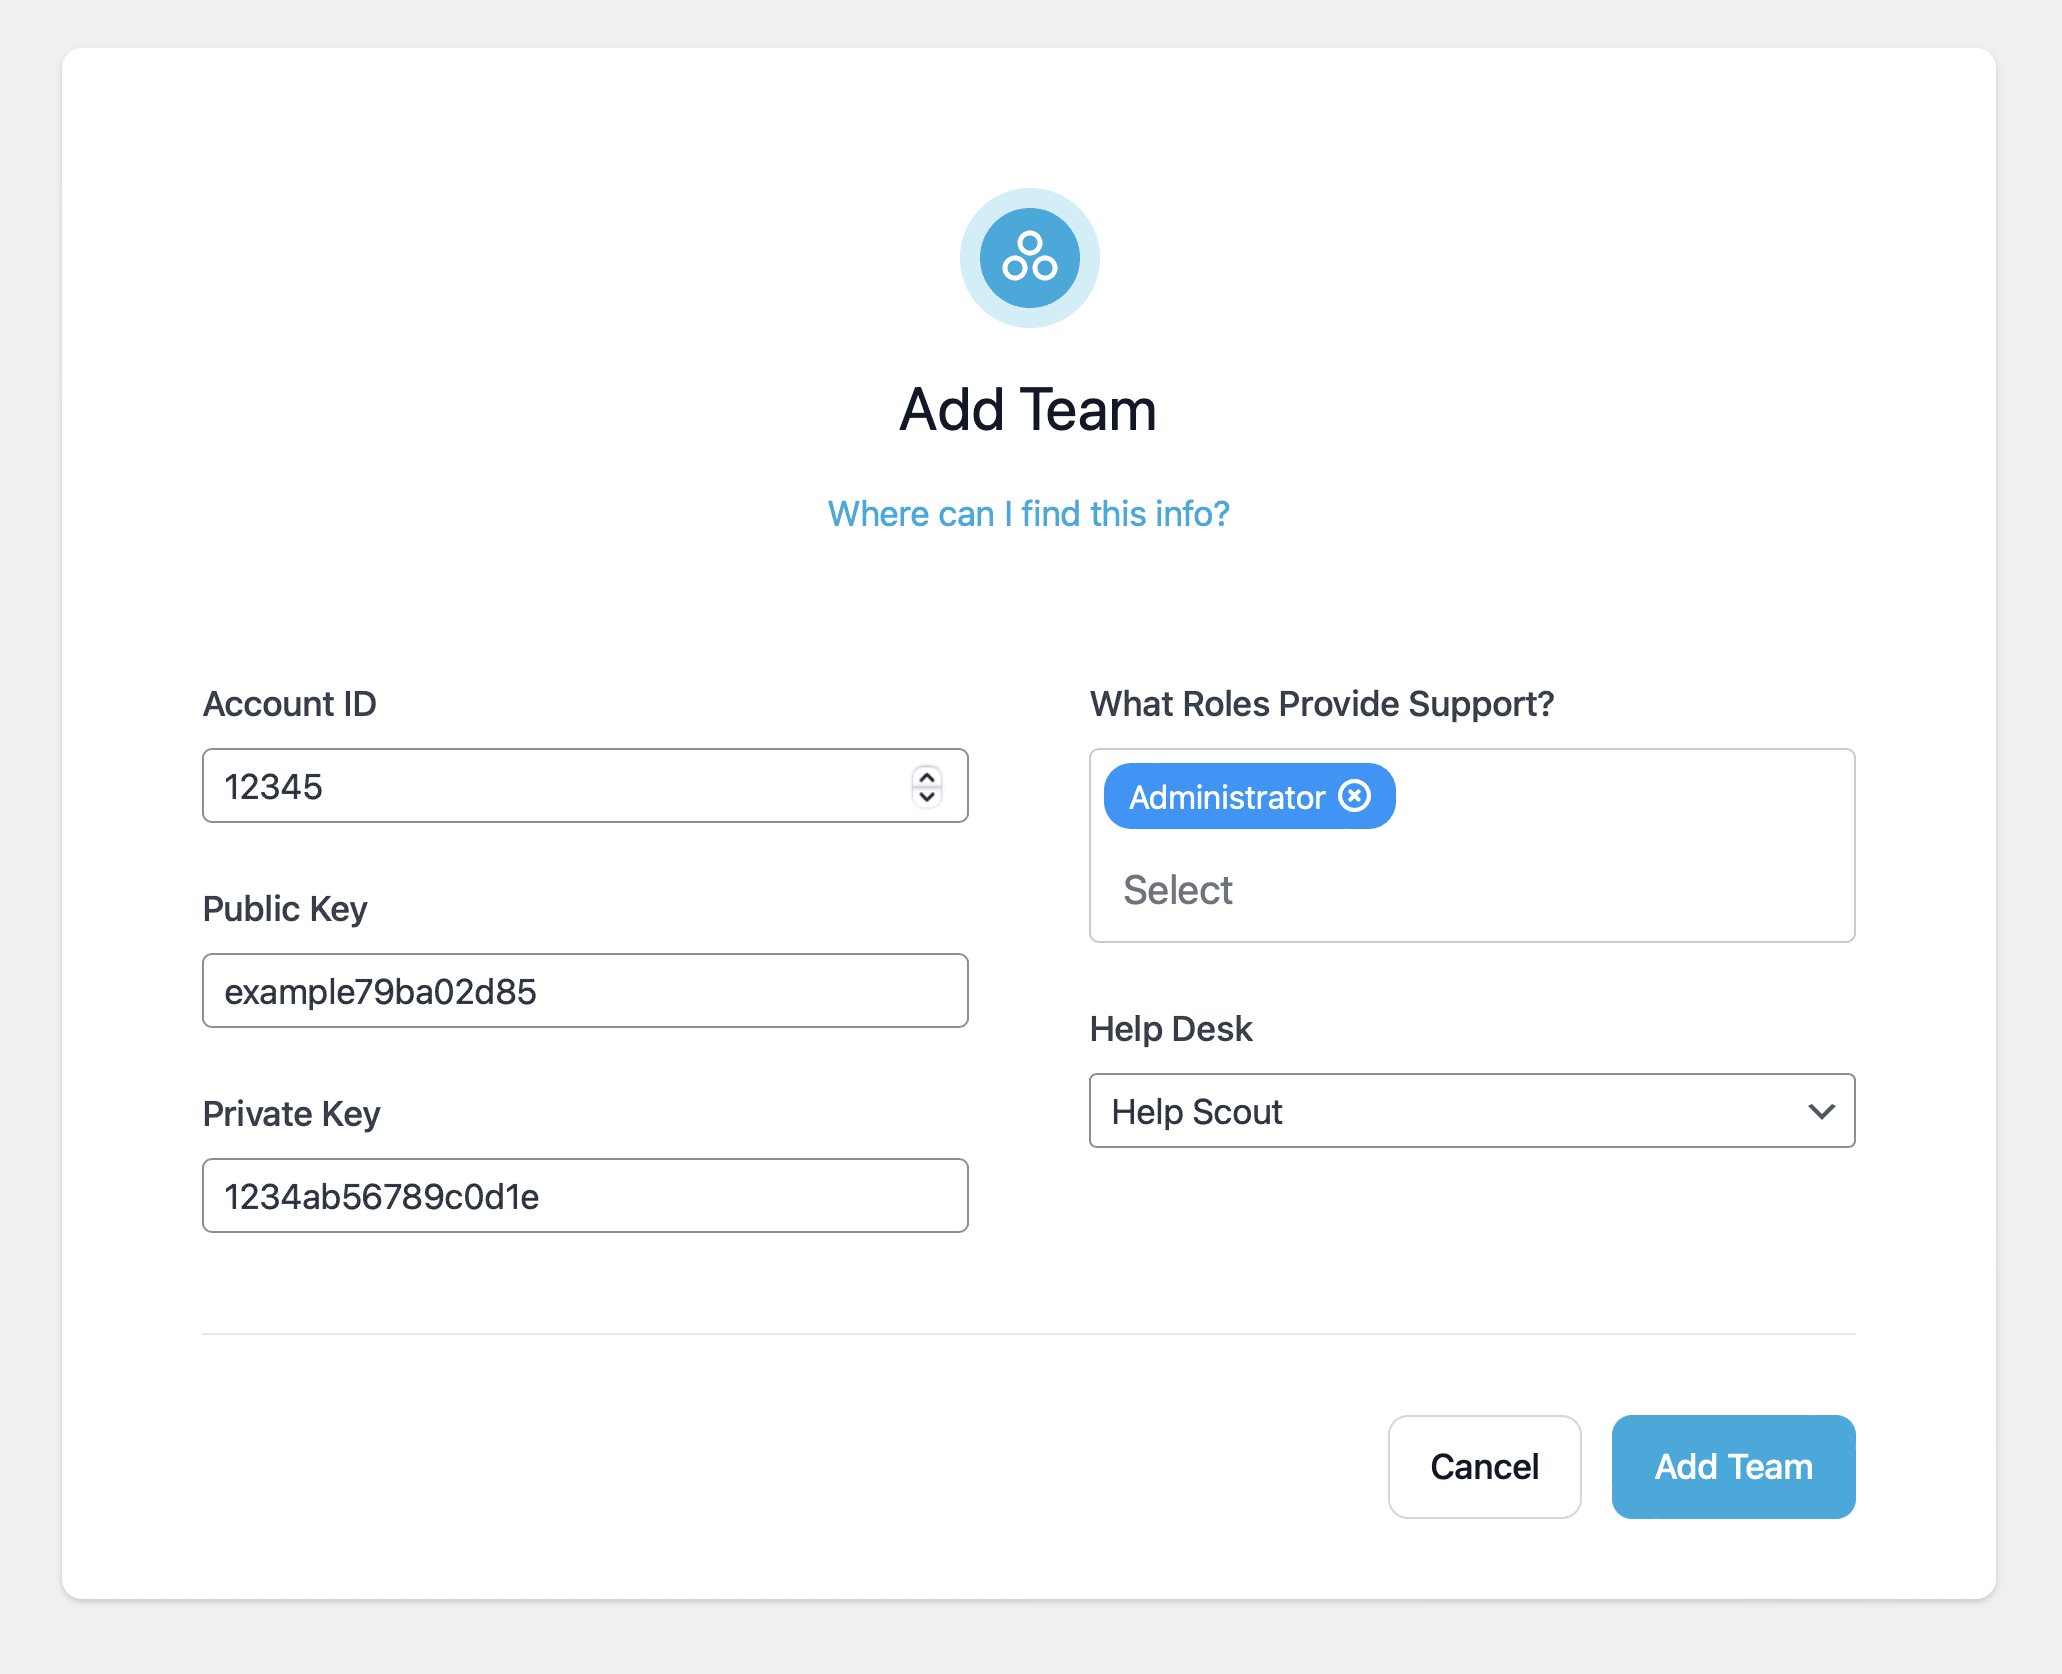 Add Team
Where can I find this info?
Account ID
12345
Public Key
example79ba02d85
Private Key
1234ab56789c0d1e
What Roles Provide Support?
Administrator
Select
Help Desk
Help Scout
Cancel
Add Team